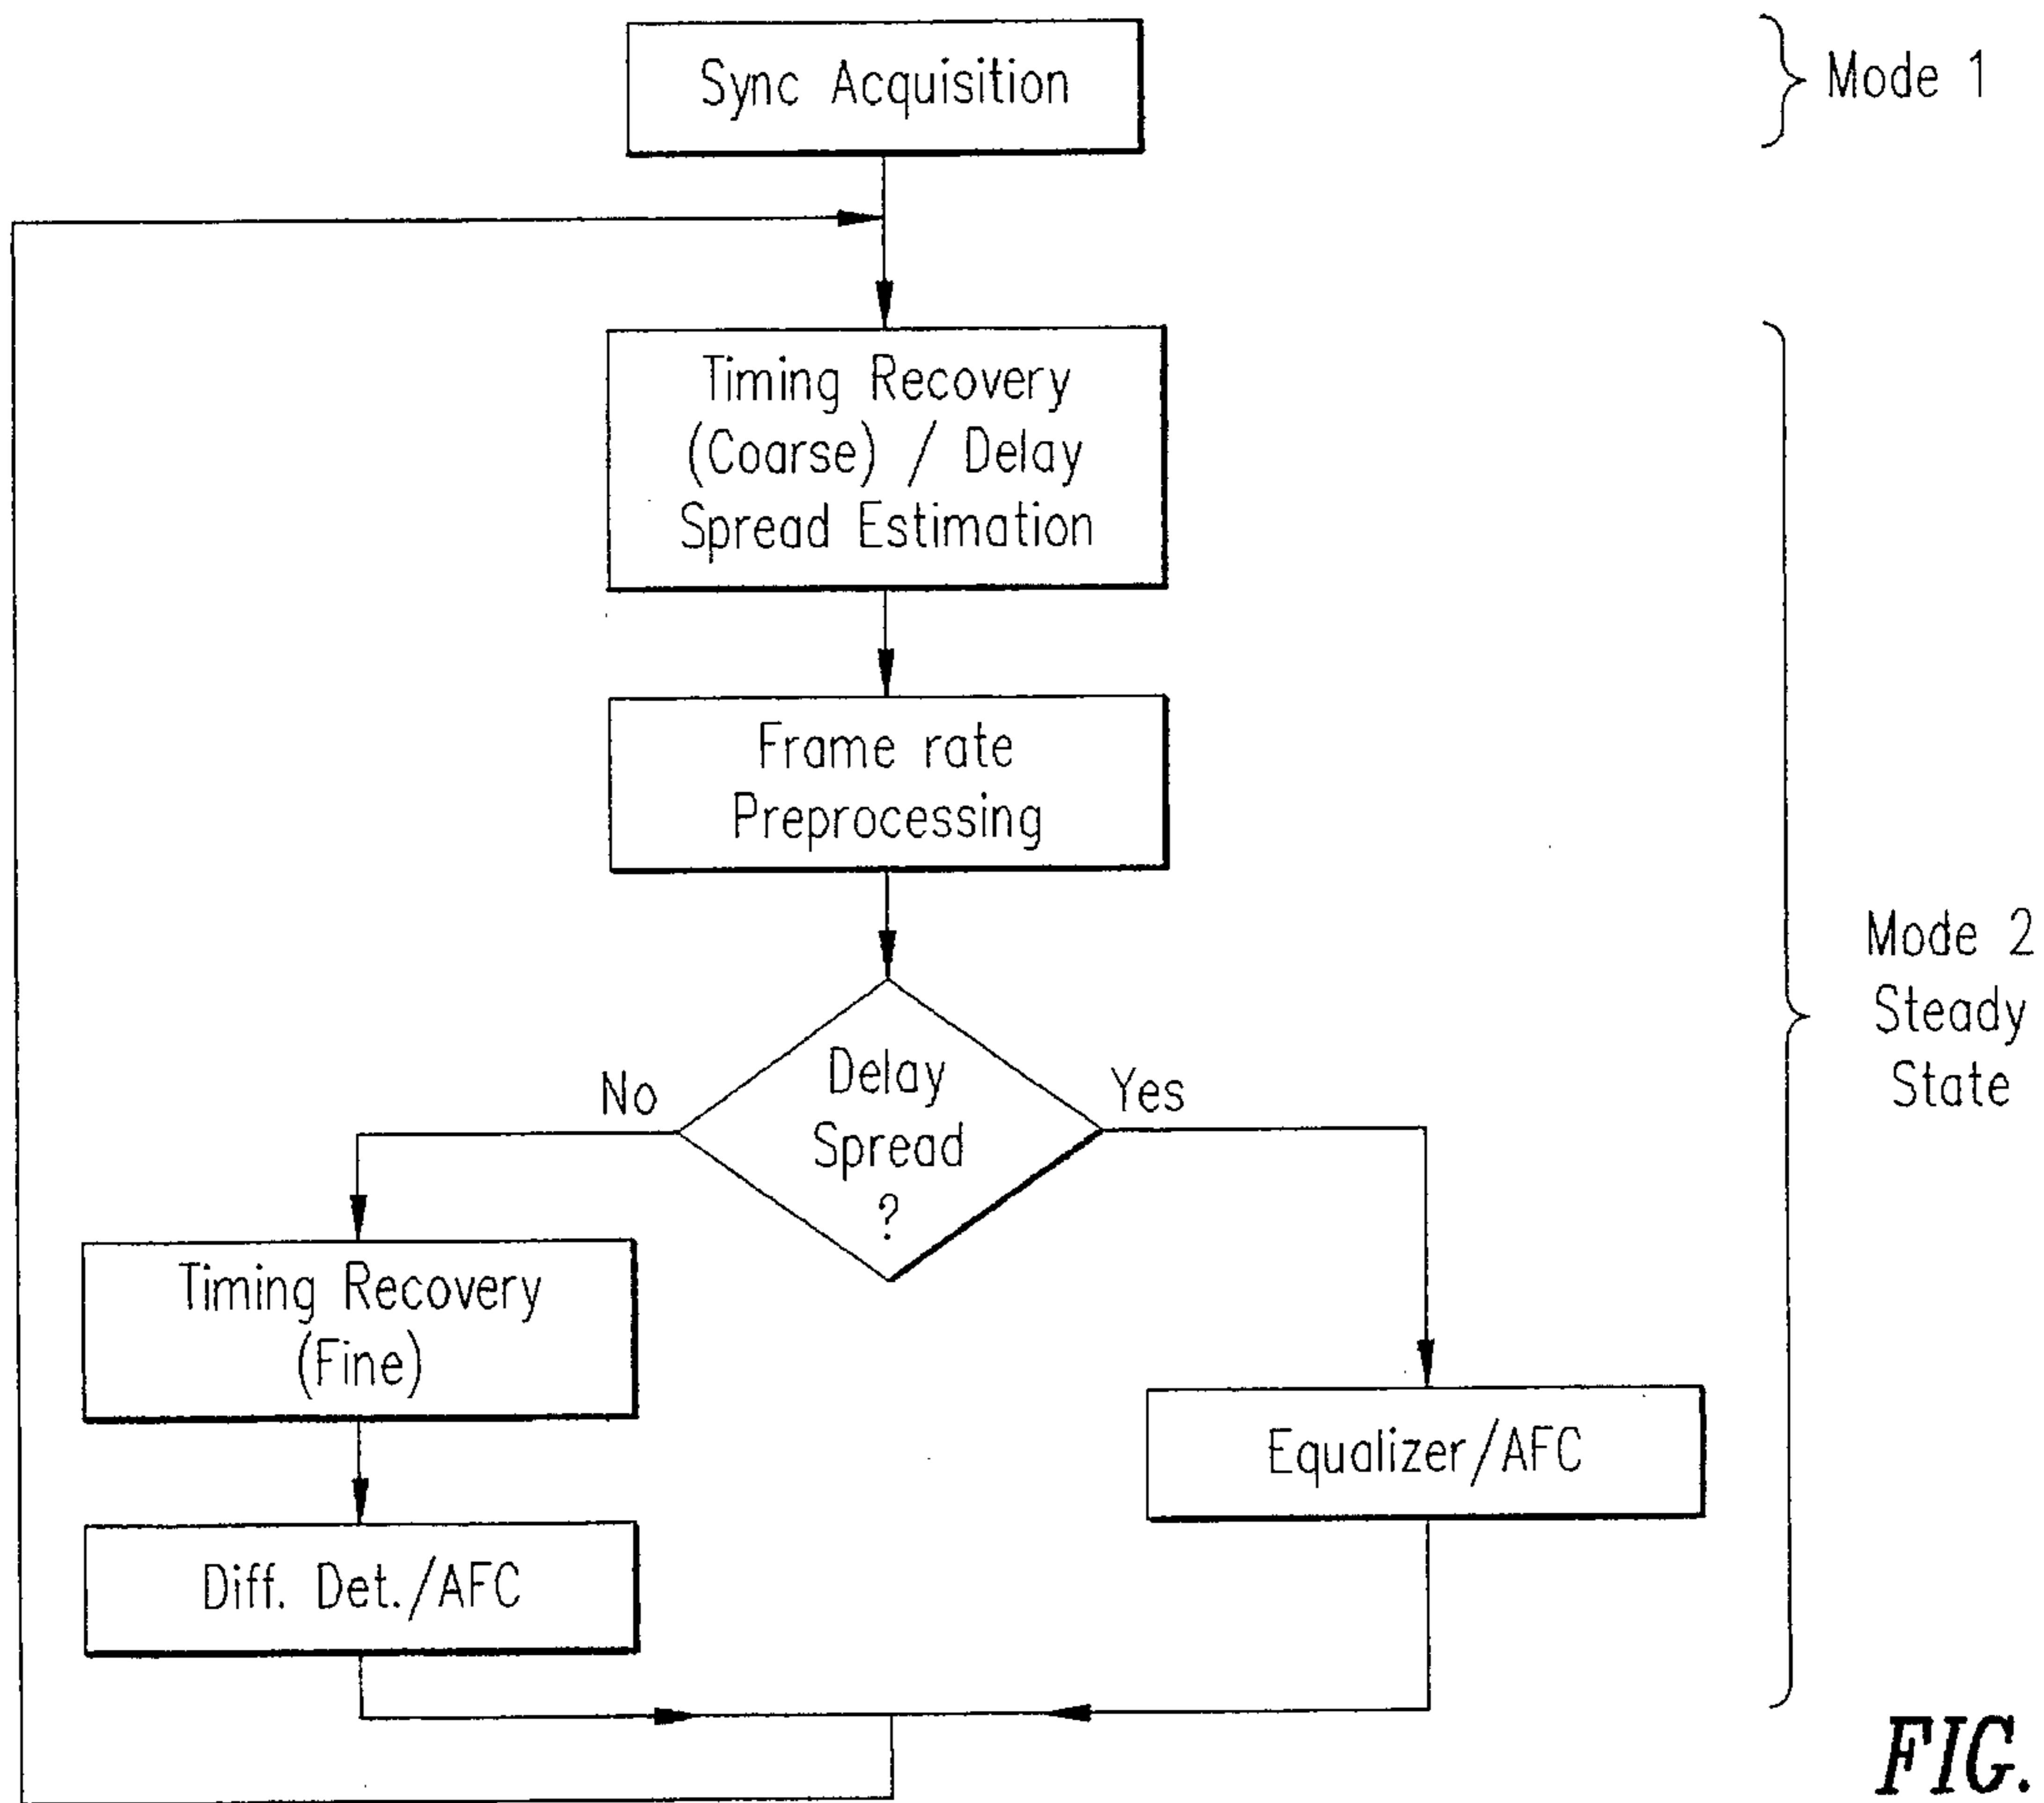 Sync Acquisition
Mode 1
Timing Recovery
(Coarse) / Delay
Spread Estimation
Frame rate
Preprocessing
Mode 2
Steady
State
Delay
Spread
?
No
Yes
Timing Recovery
(Fine)
Equalizer/AFC
Diff. Det./AFC
FIG.